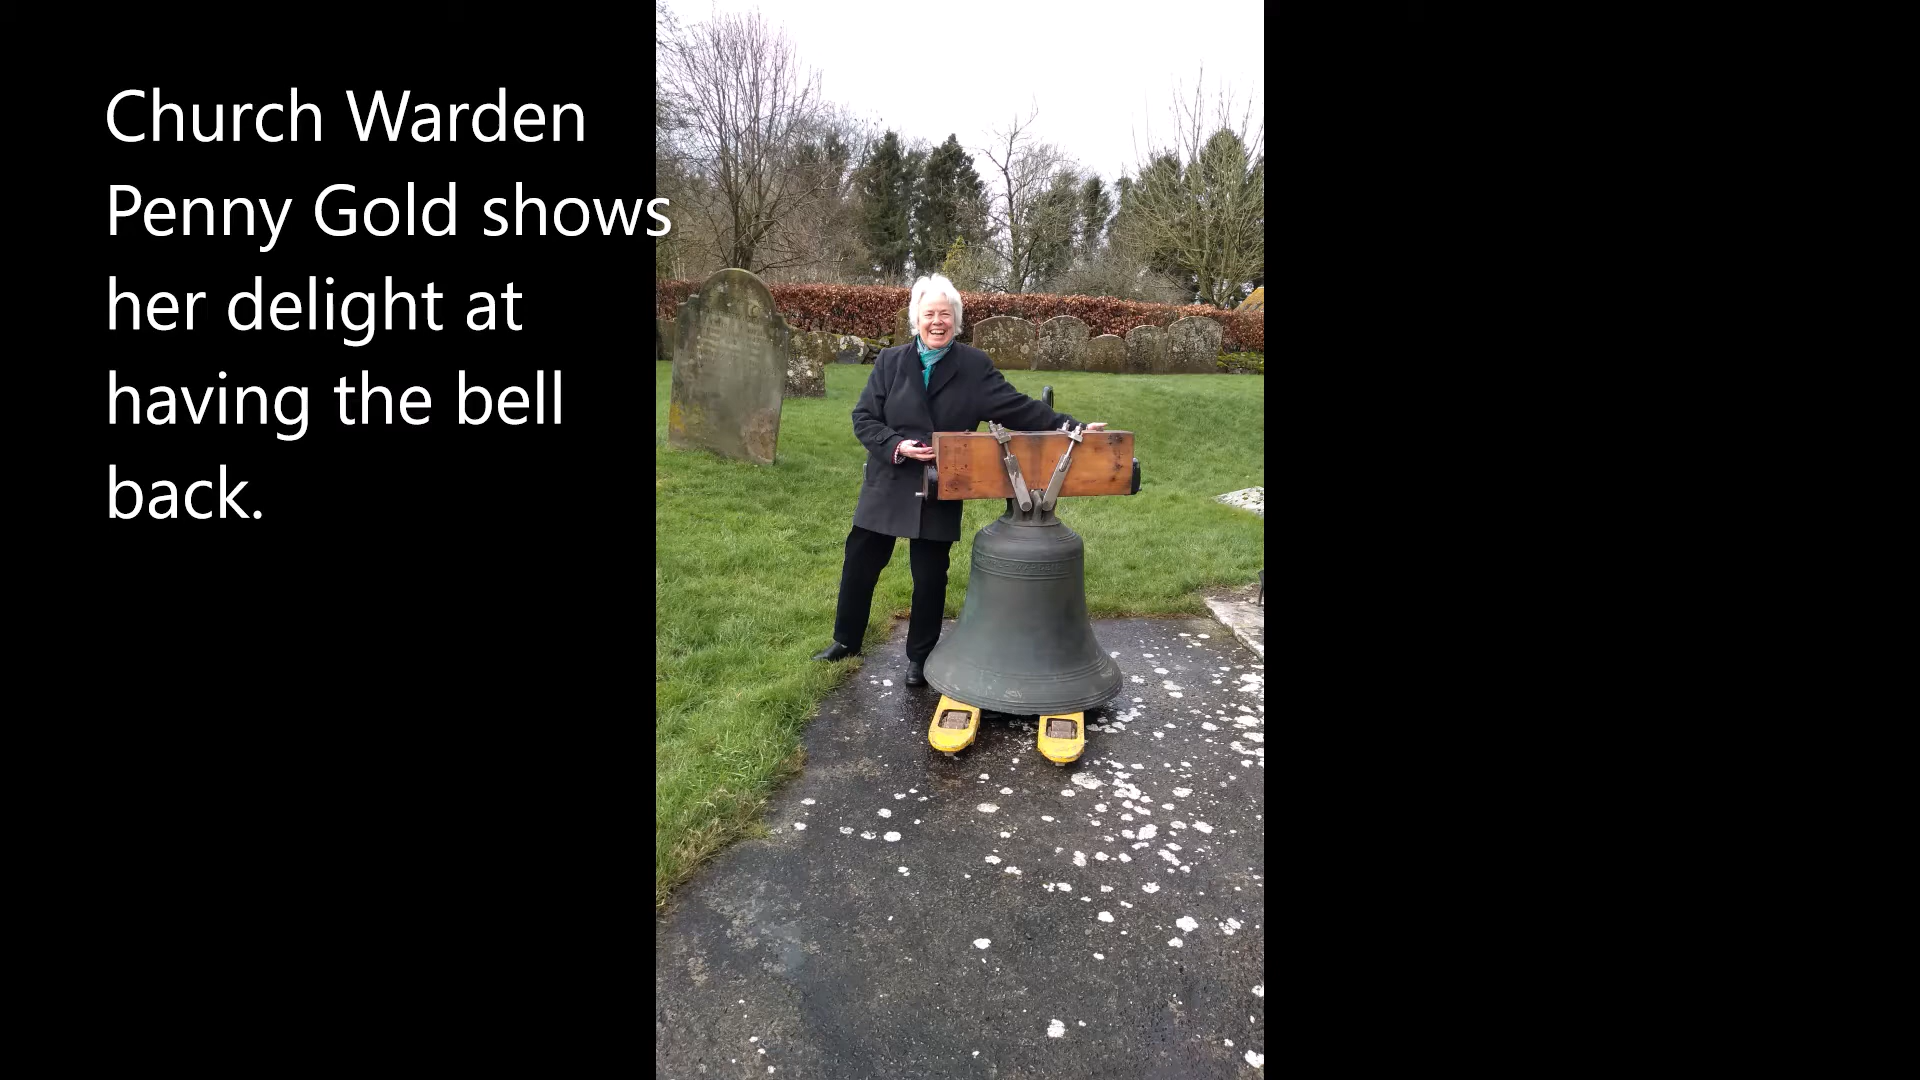 Church Warden
Penny Gold shows
her delight at
having the bell
back.